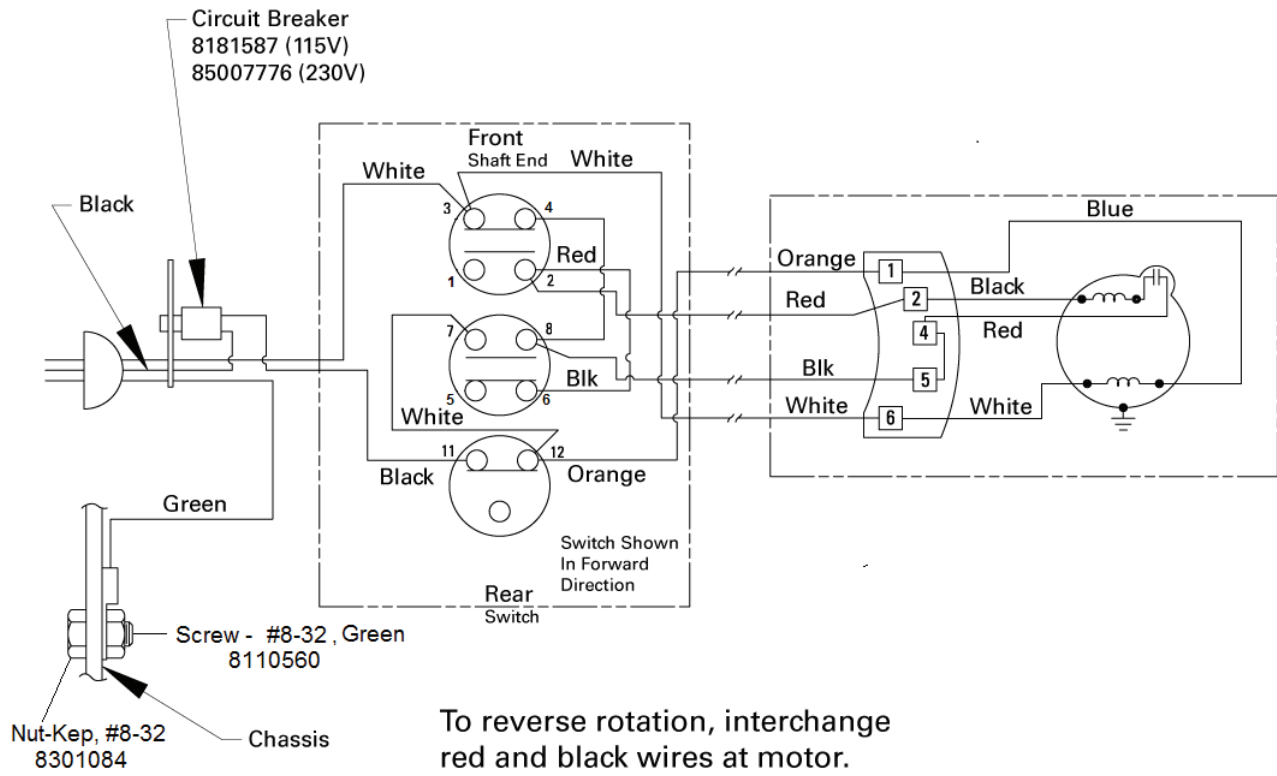 Circuit Breaker
8181587 (115V)
85007776 (230V)
Black
Front
Shaft End
White
White
3
4
Red
1
2
7
8
Blk
5
6
White
11
12
Black
Orange
Switch Shown
In Forward
Direction
Rear
Switch
Green
Blue
Orange
1
Black
Red
2
4
Red
Blk
5
White
6
White
Screw - #8-32 , Green
8110560
Nut-Kep, #8-32
8301084
Chassis
To reverse rotation, interchange
red and black wires at motor.